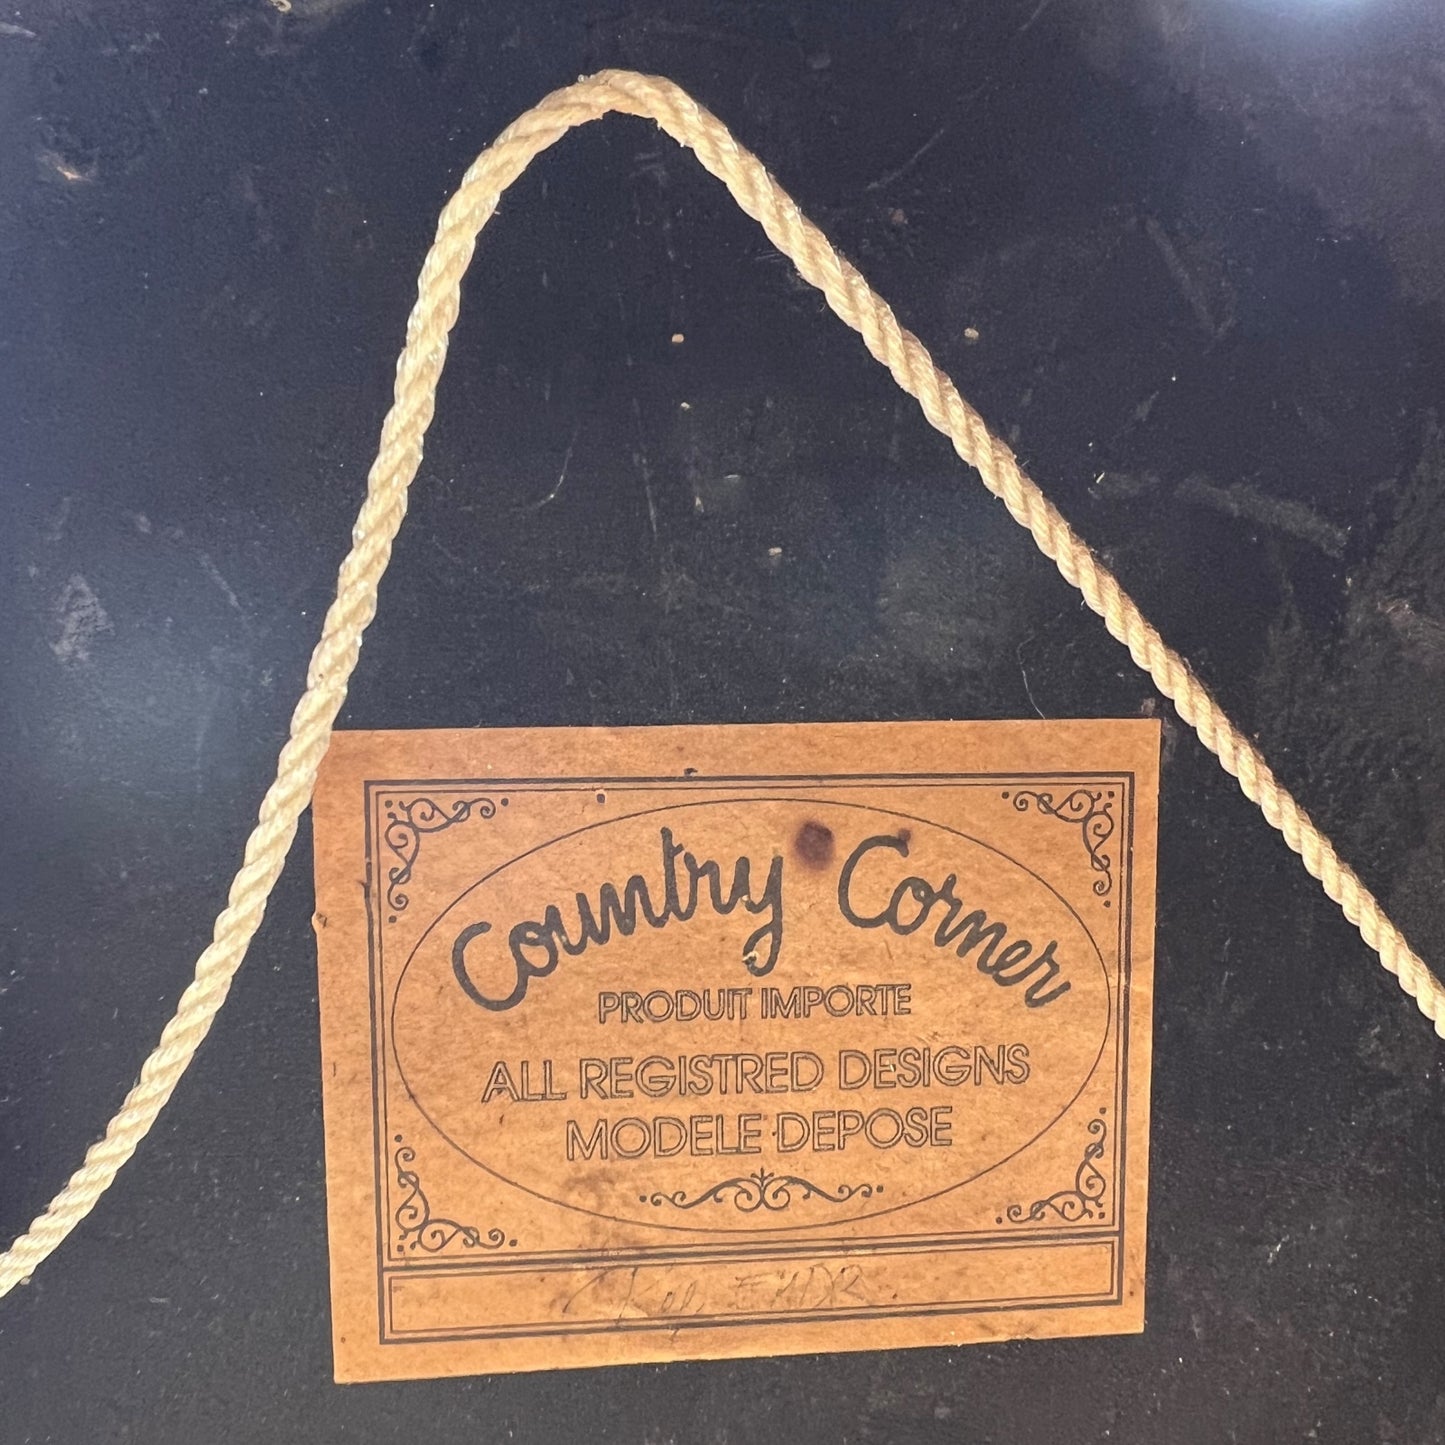 Country Corner
PRODUIT IMPORTE
ALL REGISTRED DESIGNS
MODELE DEPOSE